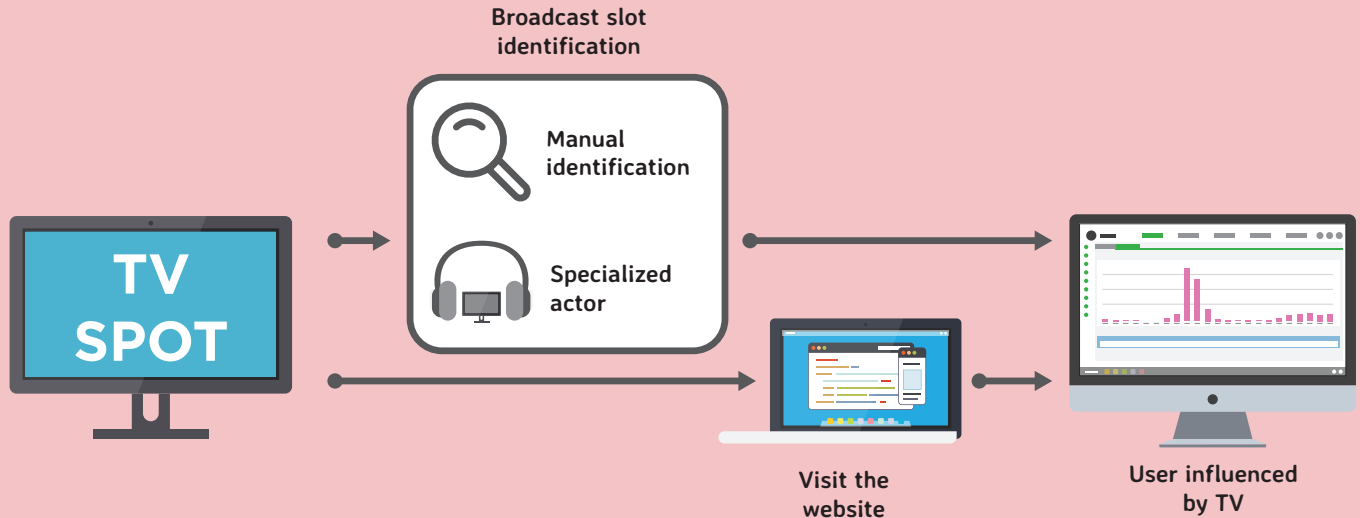 Broadcast slot
identification
Manual
identification
Specialized
actor
TV
SPOT
Visit the
website
User influenced
by TV